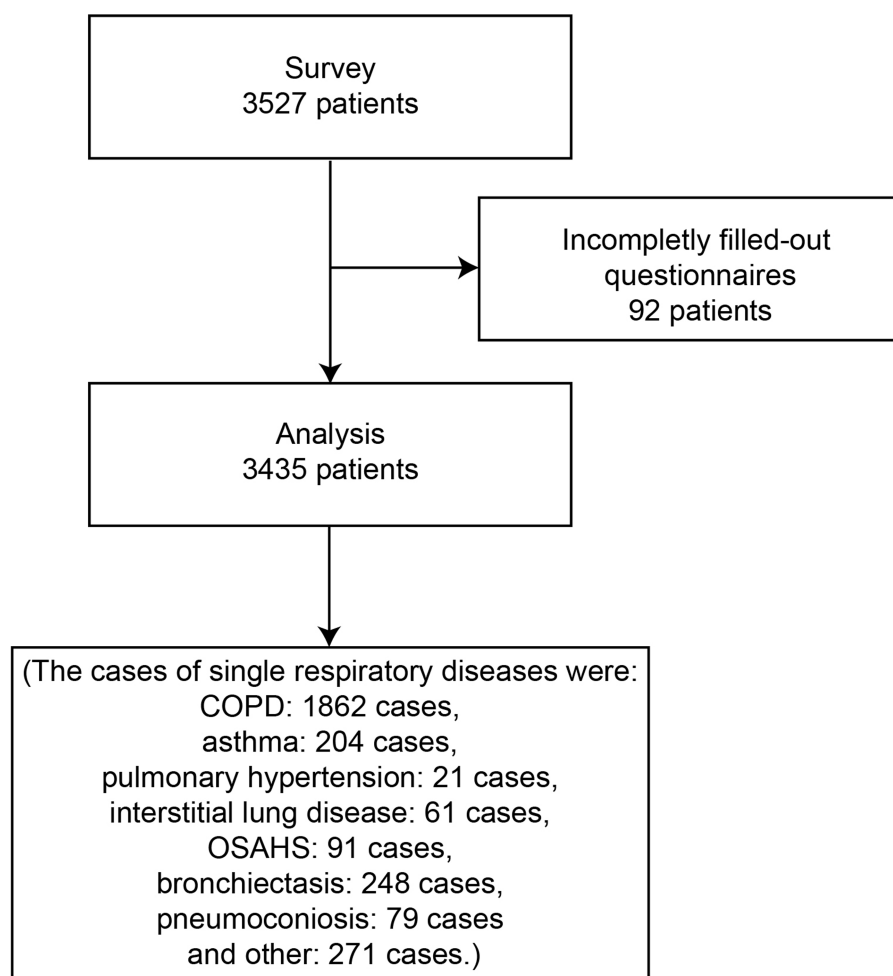 Survey
3527 patients
Incompletly filled-out
questionnaires
92 patients
Analysis
3435 patients
(The cases of single respiratory diseases were:
COPD: 1862 cases,
asthma: 204 cases,
pulmonary hypertension: 21 cases,
interstitial lung disease: 61 cases,
OSAHS: 91 cases,
bronchiectasis: 248 cases,
pneumoconiosis: 79 cases
and other: 271 cases.)